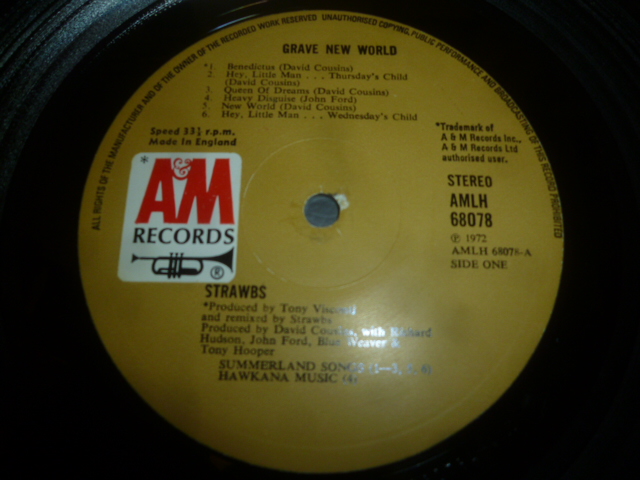 ALL RIGHTS OF THE MANUFACTURER AND OF THE OWNER OF THE RECORDED WORK RESERVED UNAUTHORISED COPYING, PUBLIC PERFORMANCE AND BROADCASTING OF THIS RECORD PROHIBITED
GRAVE NEW WORLD
*1. Benedictus (David Cousins)
2. Hey, Little Man . . . Thursday's Child
(David Cousins)
3. Queen Of Dreams (David Cousins)
4. Heavy Disguise (John Ford)
5. New World (David Cousins)
6. Hey, Little Man . . . Wednesday's Child
Speed 33⅓ r.p.m.
Made in England
*Trademark of
A & M Records Inc.,
A & M Records Ltd
authorised user.
*
A&M
RECORDS
®
STEREO
AMLH
68078
℗ 1972
AMLH 68078-A
SIDE ONE
STRAWBS
*Produced by Tony Visconti
and remixed by Strawbs
Produced by David Cousins, with Richard
Hudson, John Ford, Blue Weaver &
Tony Hooper
SUMMERLAND SONGS (1—3, 5 6)
HAWKANA MUSIC (4)